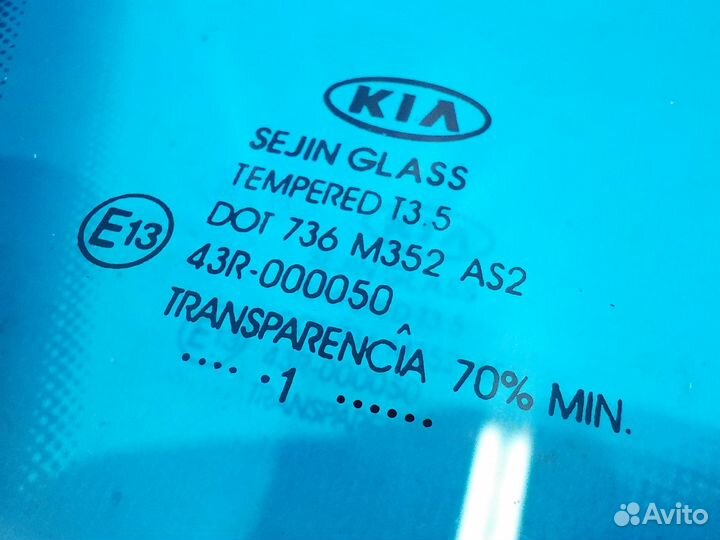 KIA
SEJIN GLASS
TEMPERED T3.5
DOT 736 M352 AS2
E13
43R-000050
TRANSPARENCÎA 70% MIN.
.... .1 ......
Avito